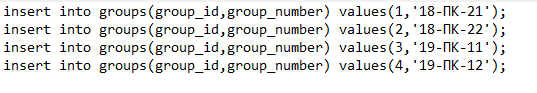 insert into groups(group_id,group_number) values(1,'18-ПК-21');
insert into groups(group_id,group_number) values(2,'18-ПК-22');
insert into groups(group_id,group_number) values(3,'19-ПК-11');
insert into groups(group_id,group_number) values(4,'19-ПК-12');